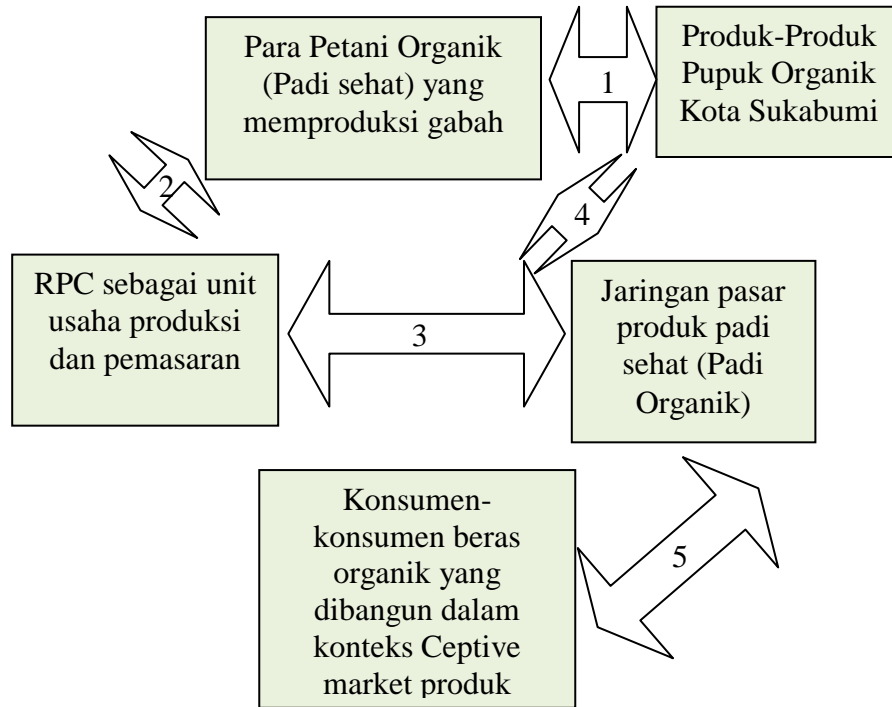 Para Petani Organik
(Padi sehat) yang
memproduksi gabah
1
Produk-Produk
Pupuk Organik
Kota Sukabumi
2
4
RPC sebagai unit
usaha produksi
dan pemasaran
3
Jaringan pasar
produk padi
sehat (Padi
Organik)
Konsumen-
konsumen beras
organik yang
dibangun dalam
konteks Ceptive
market produk
5